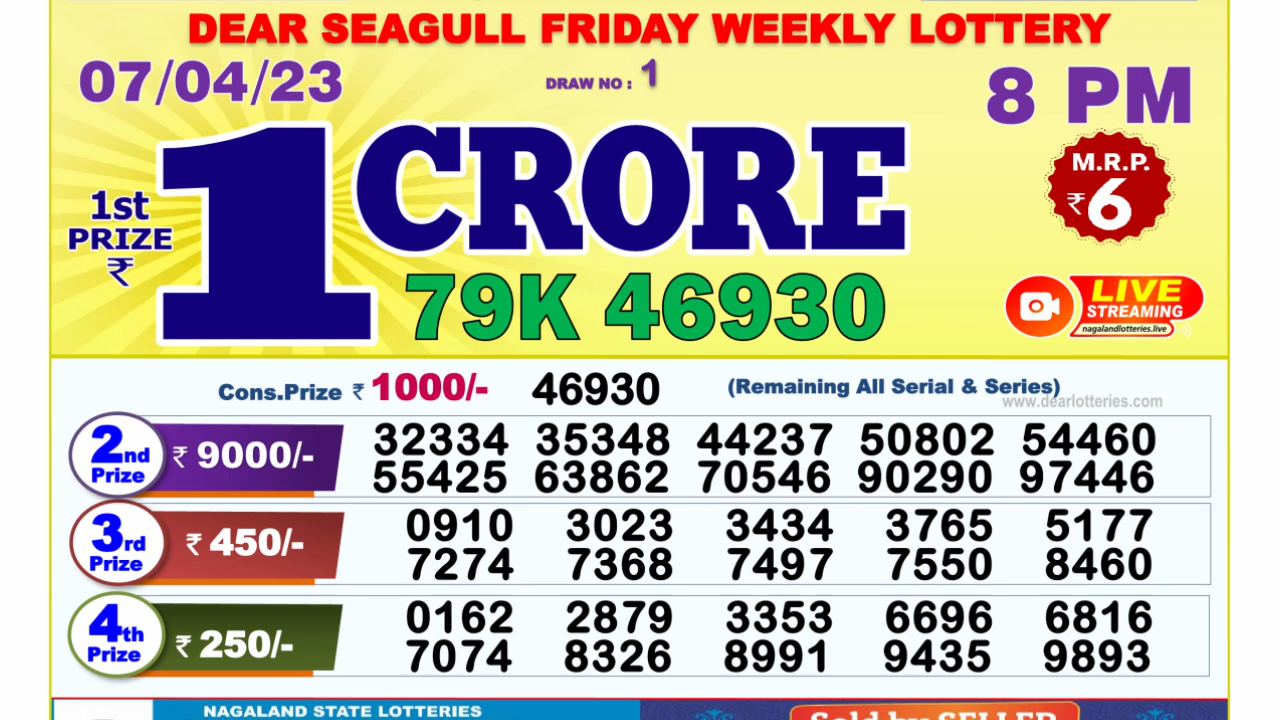 DEAR SEAGULL FRIDAY WEEKLY LOTTERY
07/04/23
DRAW NO : 1
8 PM
1st
PRIZE
₹
1 CRORE
M.R.P.
₹6
79K 46930
LIVE
STREAMING
nagalandlotteries.live
Cons.Prize ₹ 1000/- 46930 (Remaining All Serial & Series)
www.dearlotteries.com
2nd
Prize
₹ 9000/-
32334 35348 44237 50802 54460
55425 63862 70546 90290 97446
3rd
Prize
₹ 450/-
0910 3023 3434 3765 5177
7274 7368 7497 7550 8460
4th
Prize
₹ 250/-
0162 2879 3353 6696 6816
7074 8326 8991 9435 9893
NAGALAND STATE LOTTERIES
Sold by SELLER